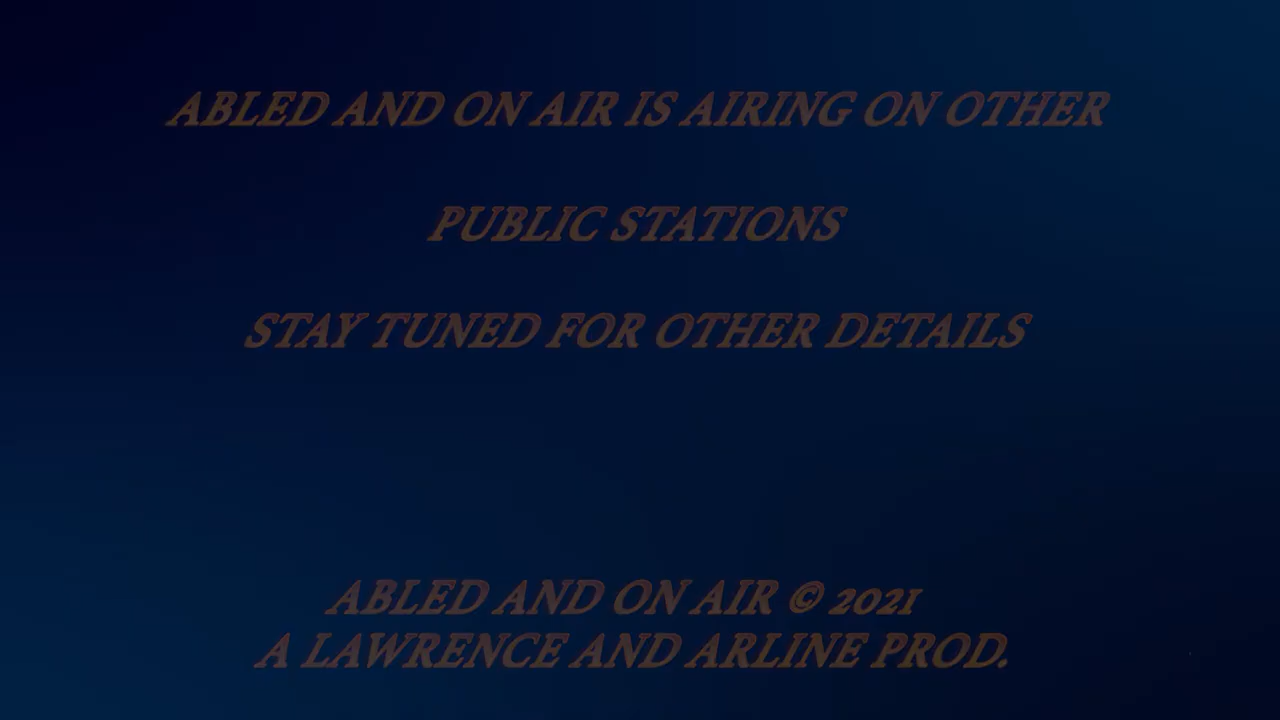 ABLED AND ON AIR IS AIRING ON OTHER
PUBLIC STATIONS
STAY TUNED FOR OTHER DETAILS
ABLED AND ON AIR © 2021
A LAWRENCE AND ARLINE PROD.